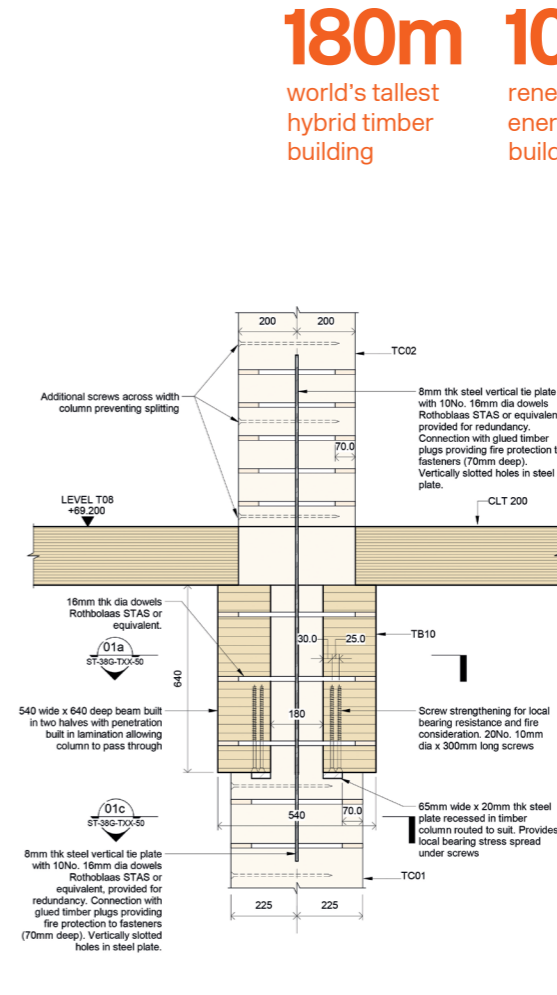 180m
world's tallest
hybrid timber
building
200
200
TC02
Additional screws across width
column preventing splitting
8mm thk steel vertical tie plate
with 10No. 16mm dia dowels
Rothoblaas STAS or
provided for redundancy.
Connection with glued timber
plugs providing fire protection
fasteners (70mm deep).
Vertically slotted holes in steel
plate.
70.0
LEVEL T08
+69.200
CLT 200
16mm thk dia dowels
Rothbolaas STAS or
equivalent.
30.0
25.0
TB10
01a
ST-38G-TXX-50
640
540 wide x 640 deep beam built
in two halves with penetration
built in lamination allowing
column to pass through
180
Screw strengthening for local
bearing resistance and fire
consideration. 20No. 10mm
dia x 300mm long screws
01c
ST-38G-TXX-50
540
70.0
65mm wide x 20mm thk steel
plate recessed in timber
column routed to suit. Provides
local bearing stress spread
under screws
8mm thk steel vertical tie plate
with 10No. 16mm dia dowels
Rothoblaas STAS or
equivalent, provided for
redundancy. Connection with
glued timber plugs providing
fire protection to fasteners
(70mm deep). Vertically slotted
holes in steel plate.
TC01
225
225